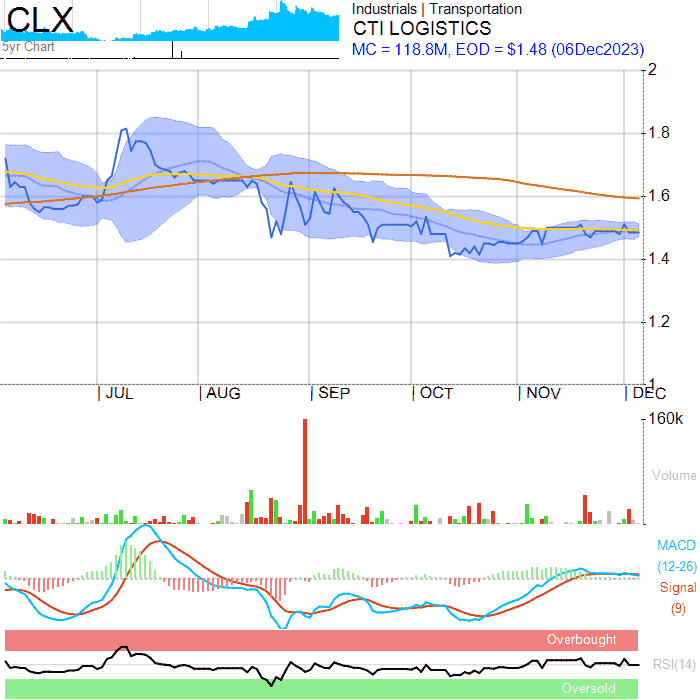 CLX
5yr Chart
Industrials | Transportation
CTI LOGISTICS
MC = 118.8M, EOD = $1.48 (06Dec2023)
2
1.8
1.6
1.4
1.2
1
JUL
AUG
SEP
OCT
NOV
DEC
160k
Volume
MACD
(12-26)
Signal
(9)
Overbought
RSI(14)
Oversold